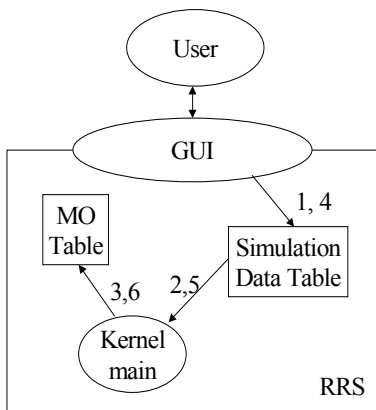 User
GUI
1, 4
MO
Table
Simulation
Data Table
2,5
3,6
Kernel
main
RRS